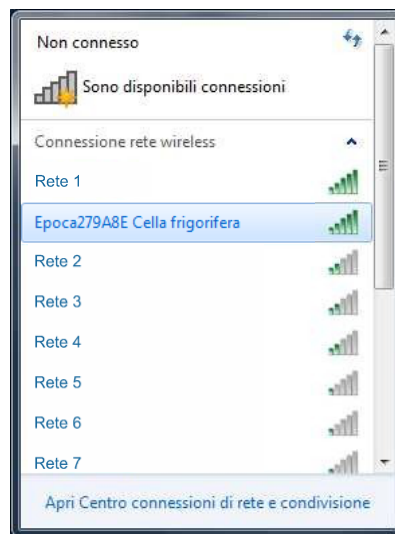 Non connesso
Sono disponibili connessioni
Connessione rete wireless
Rete 1
Epoca279A8E Cella frigorifera
Rete 2
Rete 3
Rete 4
Rete 5
Rete 6
Rete 7
Apri Centro connessioni di rete e condivisione